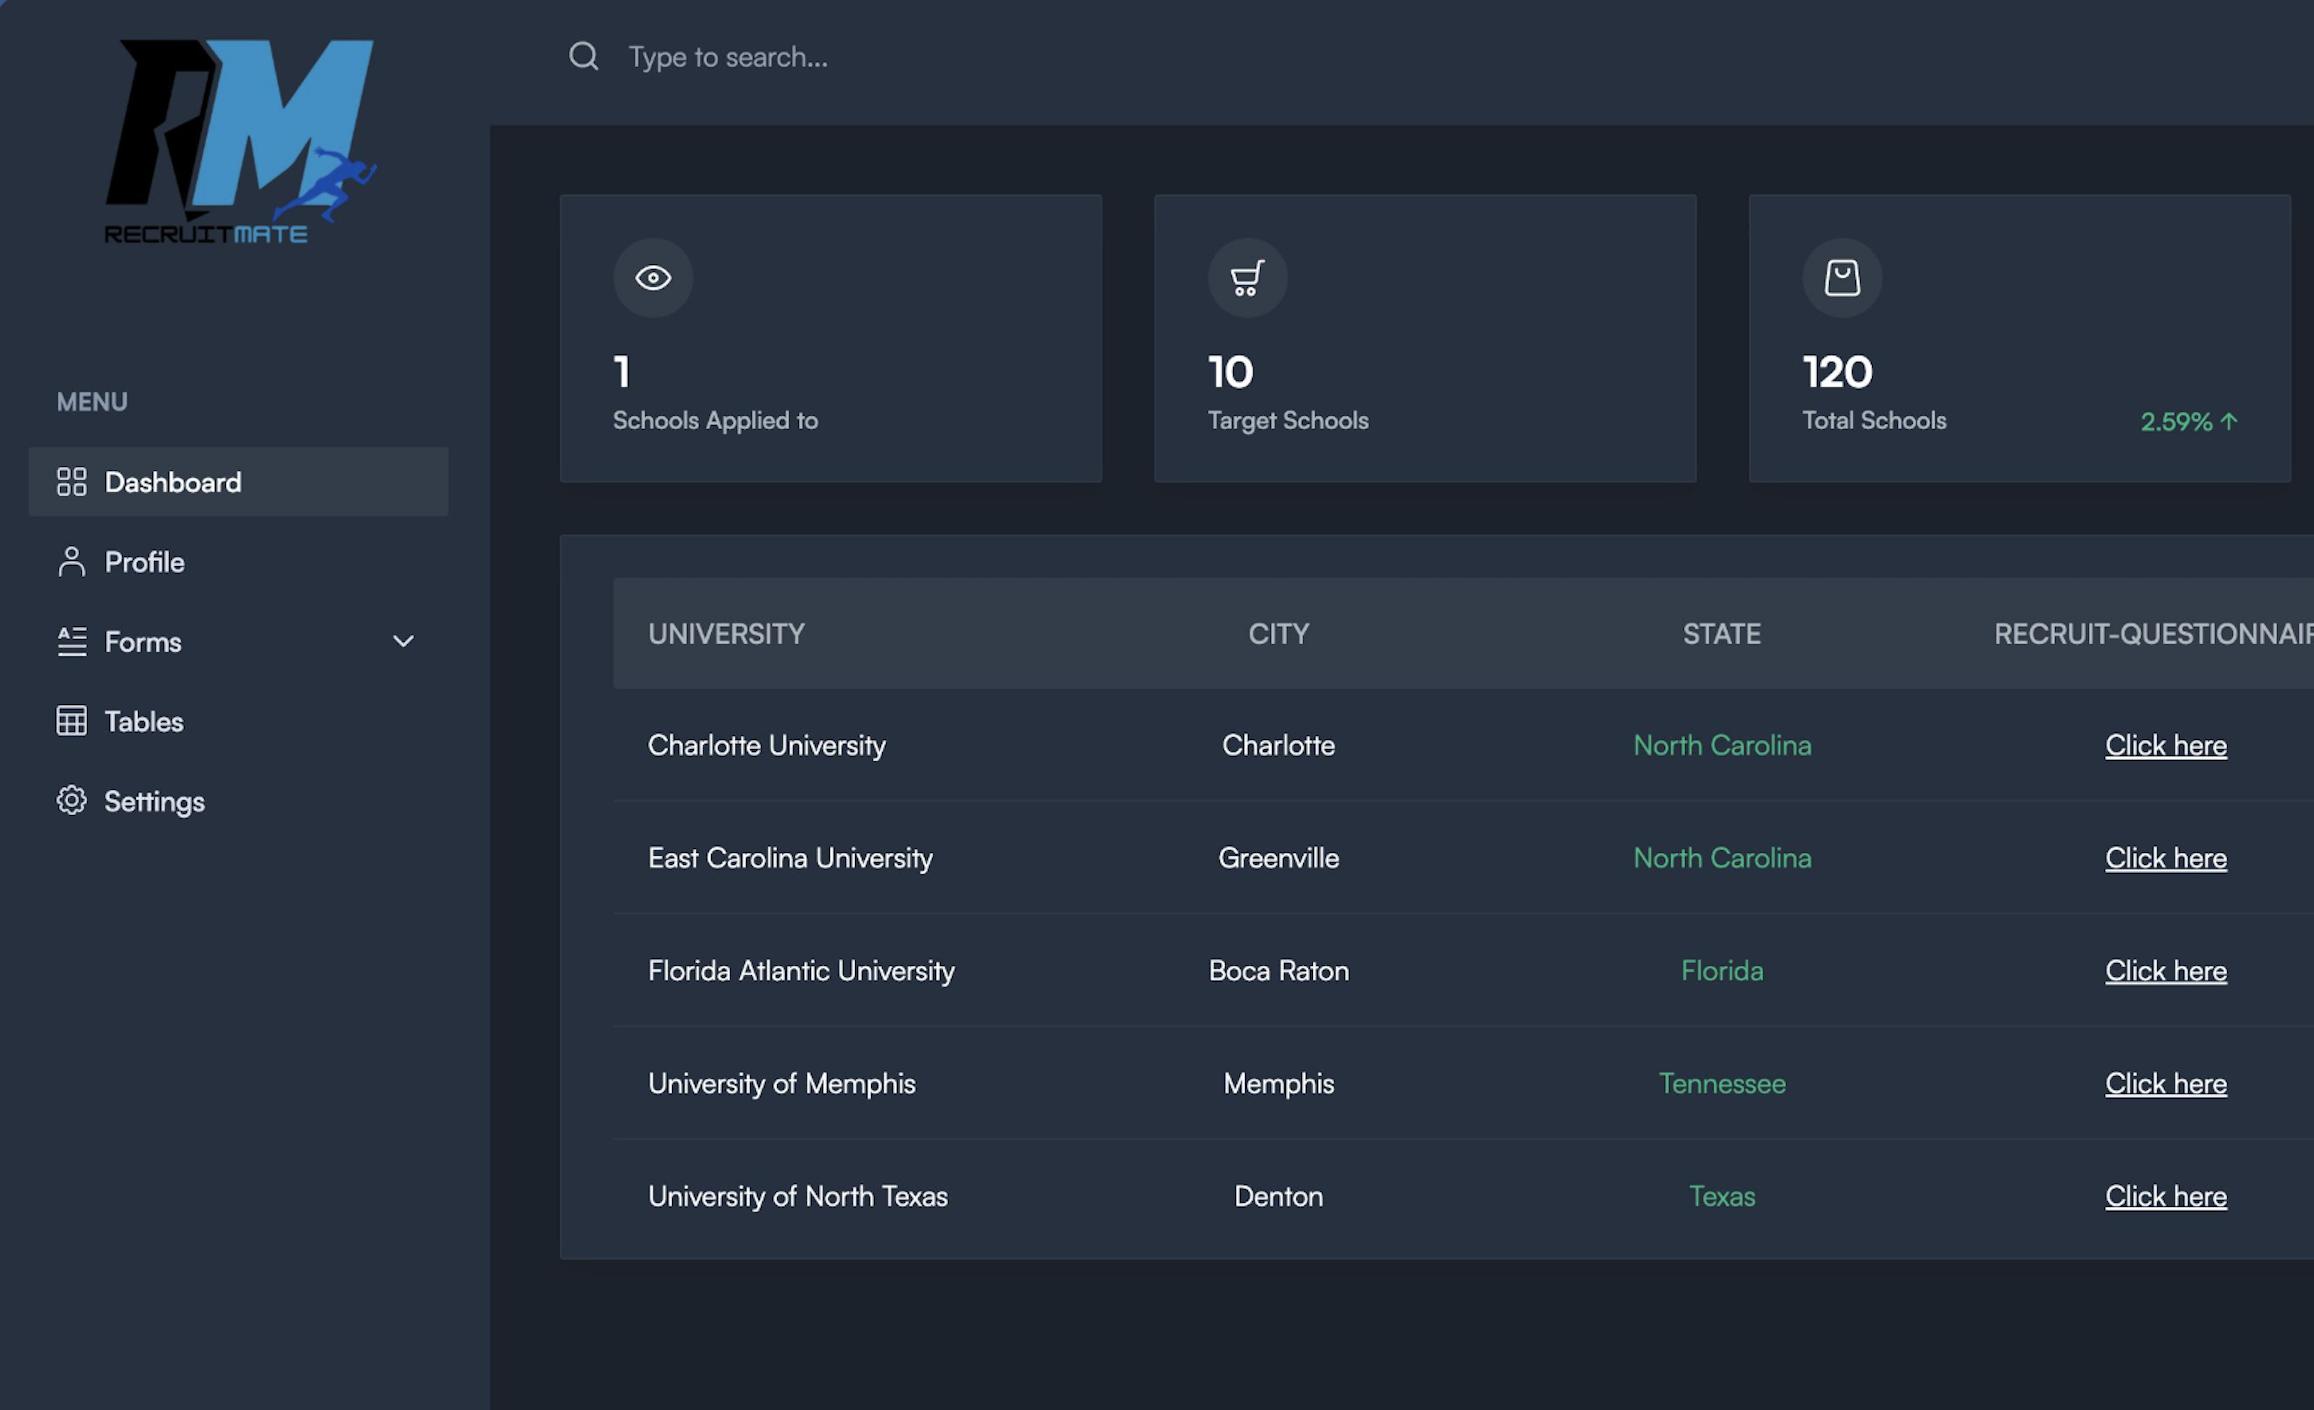 RM
RECRUITMATE
Type to search...
MENU
Dashboard
Profile
Forms
Tables
Settings
1
Schools Applied to
10
Target Schools
120
Total Schools 2.59% ↑
UNIVERSITY CITY STATE RECRUIT-QUESTIONNAIR
Charlotte University Charlotte North Carolina Click here
East Carolina University Greenville North Carolina Click here
Florida Atlantic University Boca Raton Florida Click here
University of Memphis Memphis Tennessee Click here
University of North Texas Denton Texas Click here